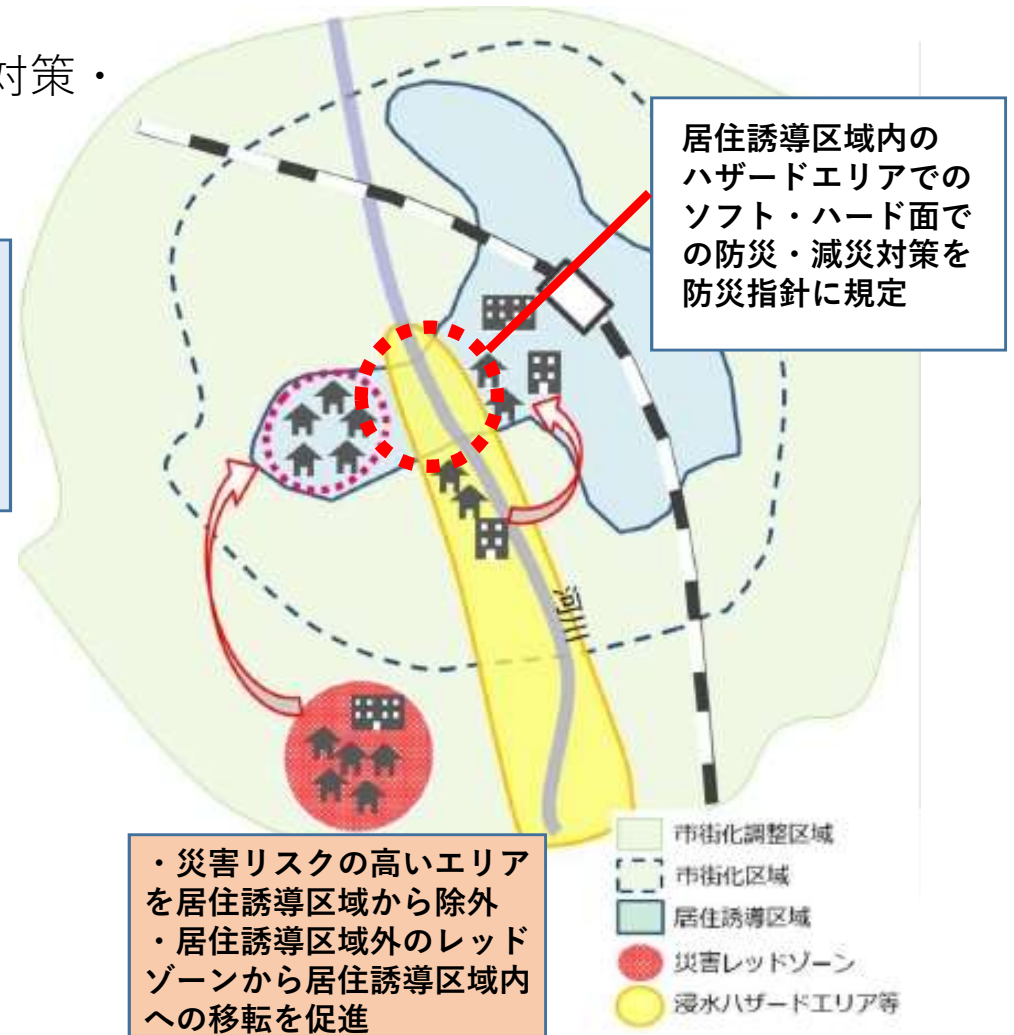 対策・
居住誘導区域内の
ハザードエリアでの
ソフト・ハード面で
の防災・減災対策を
防災指針に規定
河川
・災害リスクの高いエリア
を居住誘導区域から除外
・居住誘導区域外のレッド
ゾーンから居住誘導区域内
への移転を促進
市街化調整区域
市街化区域
居住誘導区域
災害レッドゾーン
浸水ハザードエリア等